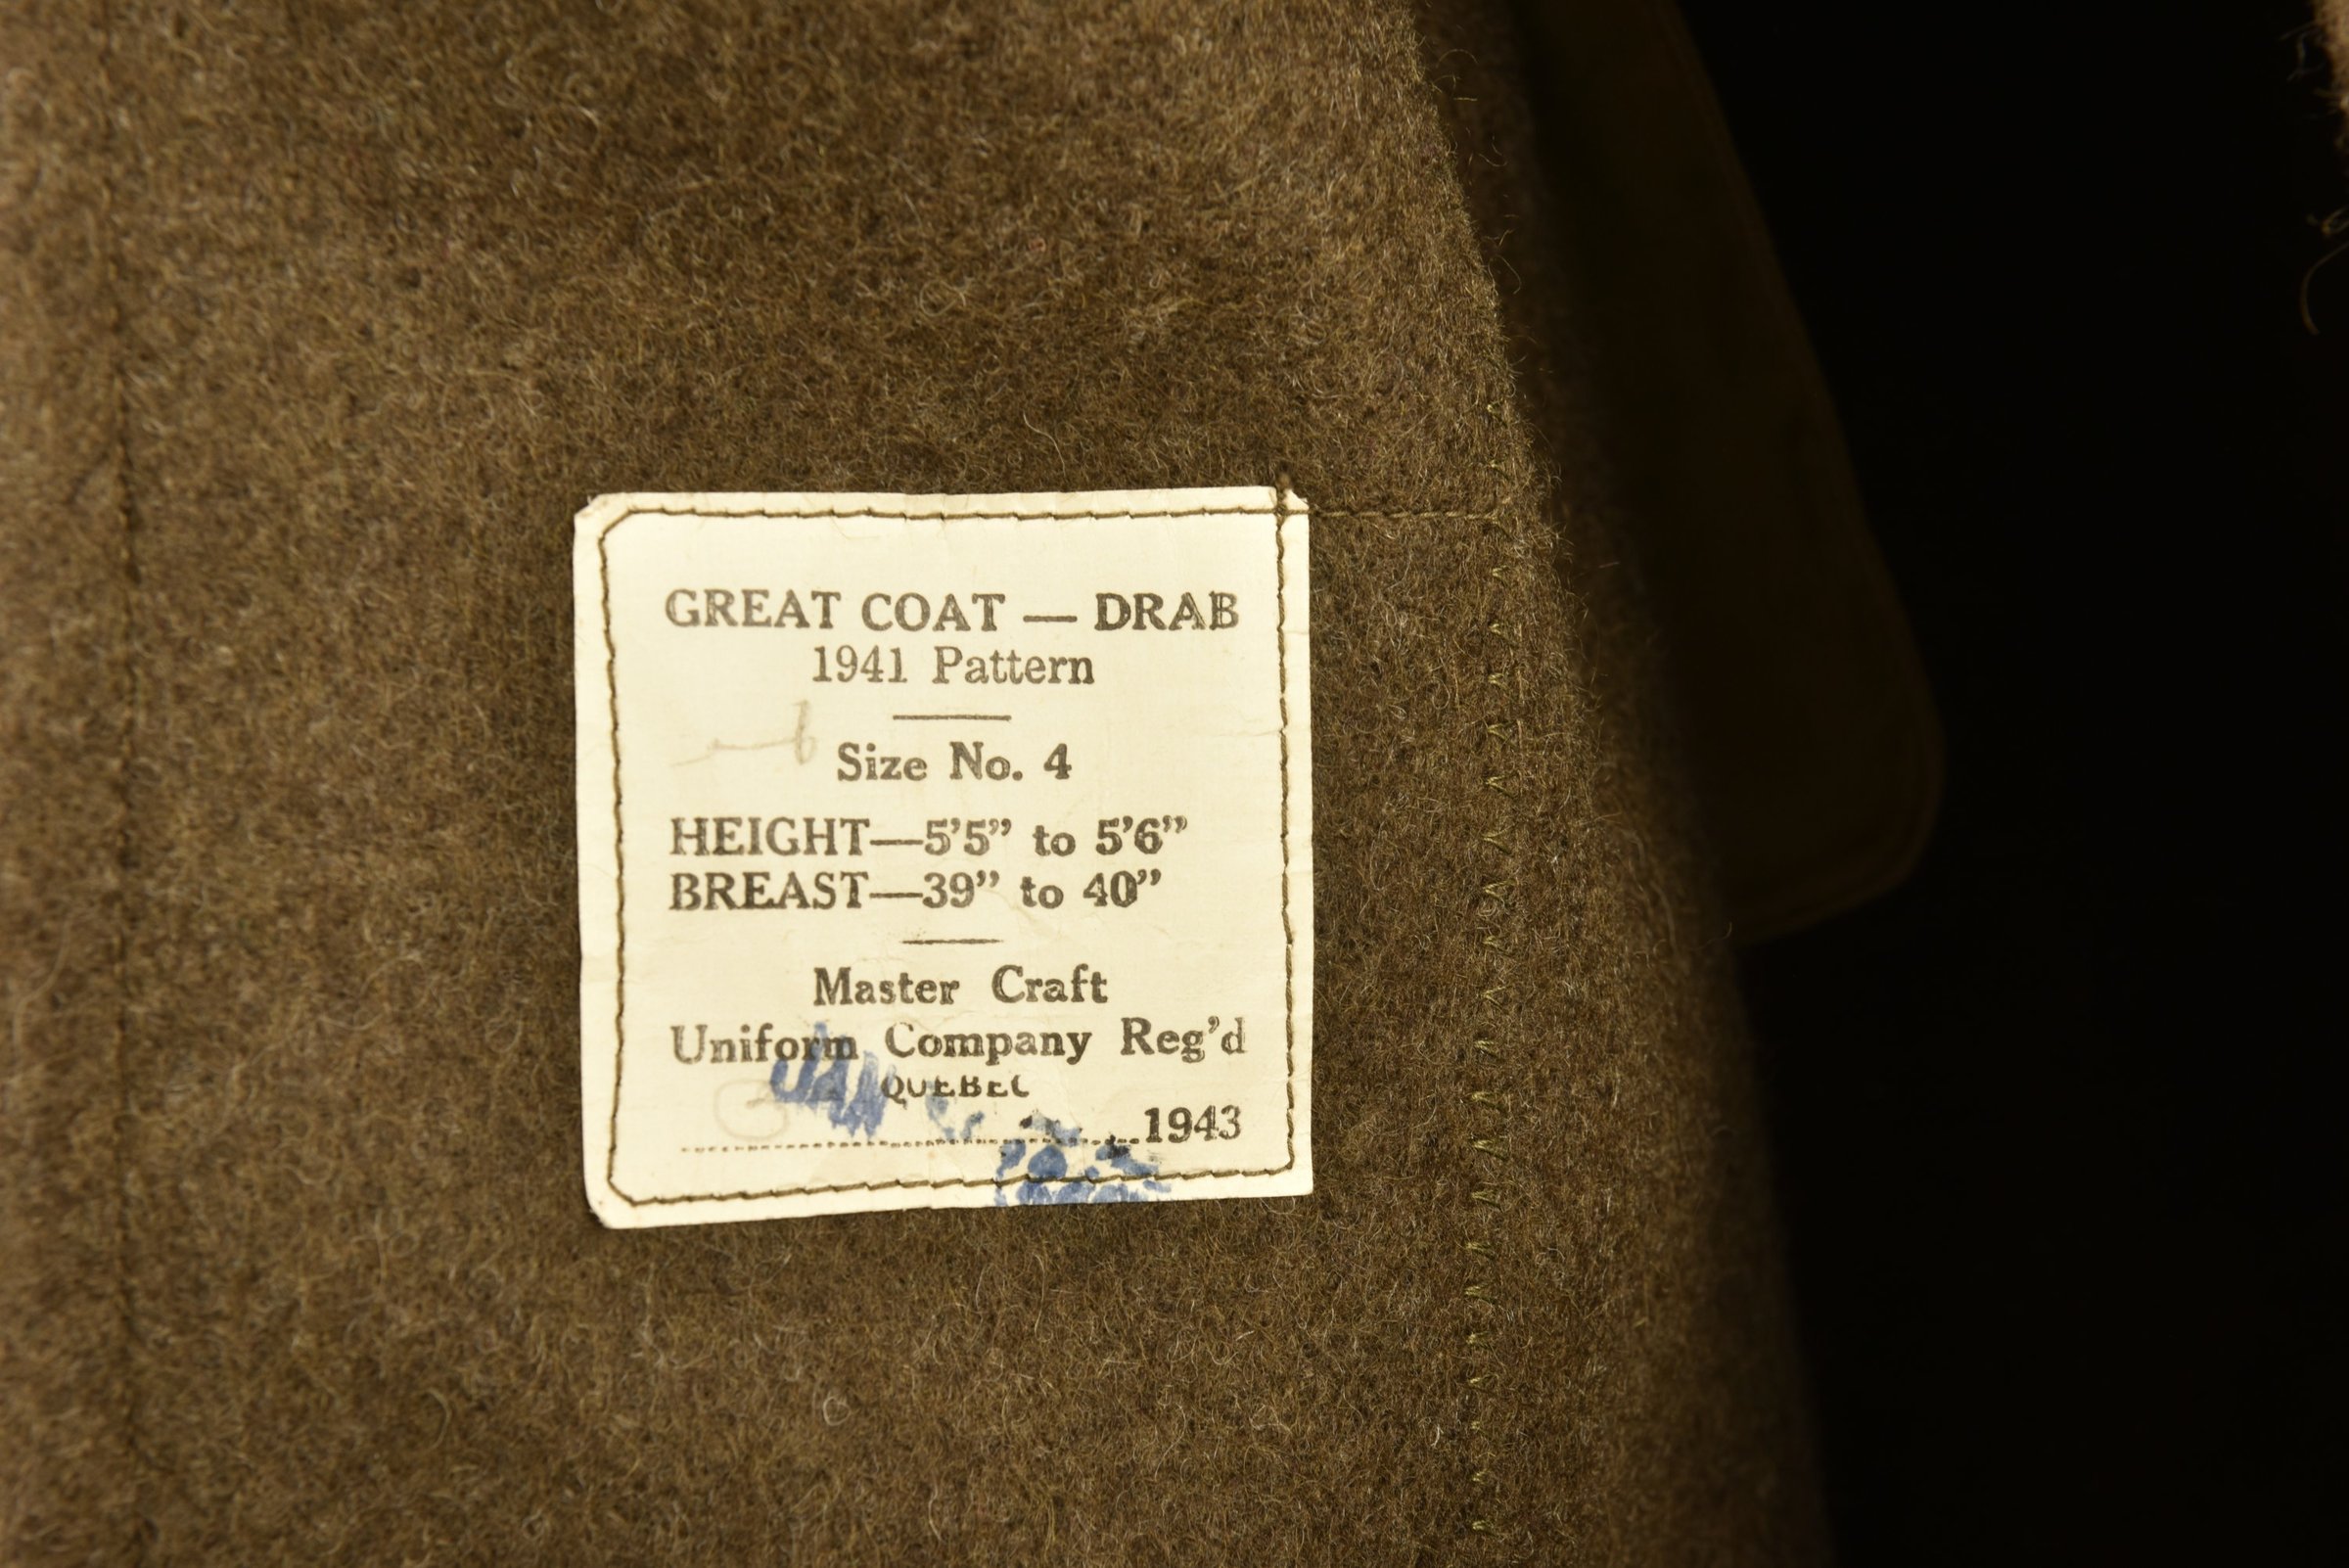 GREAT COAT — DRAB
1941 Pattern
Size No. 4
HEIGHT—5'5” to 5'6”
BREAST—39” to 40”
Master Craft
Uniform Company Reg'd
QUEBEC
JAN
1943